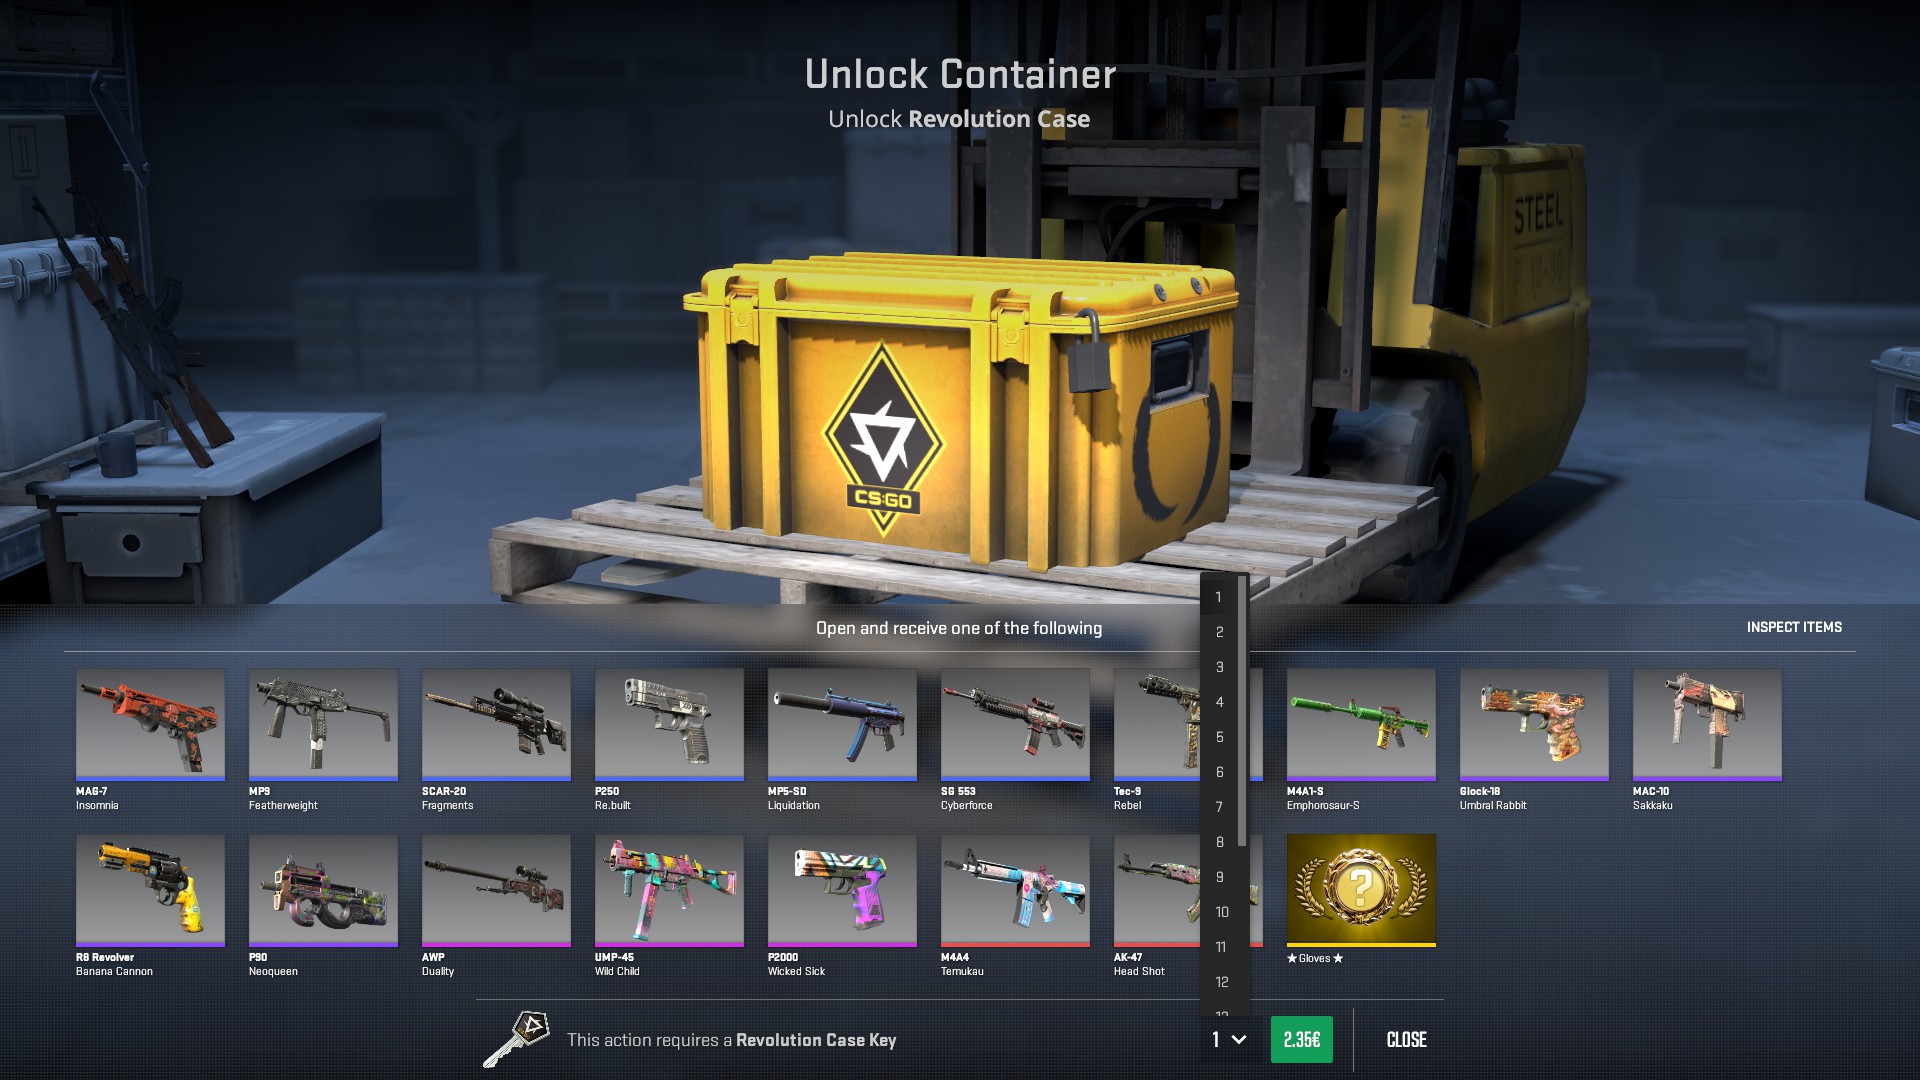 Unlock Container
Unlock Revolution Case
STEEL
CS:GO
Open and receive one of the following
INSPECT ITEMS
MAG-7
Insomnia
MP9
Featherweight
SCAR-20
Fragments
P250
Re.built
MP5-SD
Liquidation
SG 553
Cyberforce
Tec-9
Rebel
M4A1-S
Emphorosaur-S
Glock-18
Umbral Rabbit
MAC-10
Sakkaku
R8 Revolver
Banana Cannon
P90
Neoqueen
AWP
Duality
UMP-45
Wild Child
P2000
Wicked Sick
M4A4
Temukau
AK-47
Head Shot
?
★ Gloves ★
1
2
3
4
5
6
7
8
9
10
11
12
This action requires a Revolution Case Key
1
2.35€
CLOSE